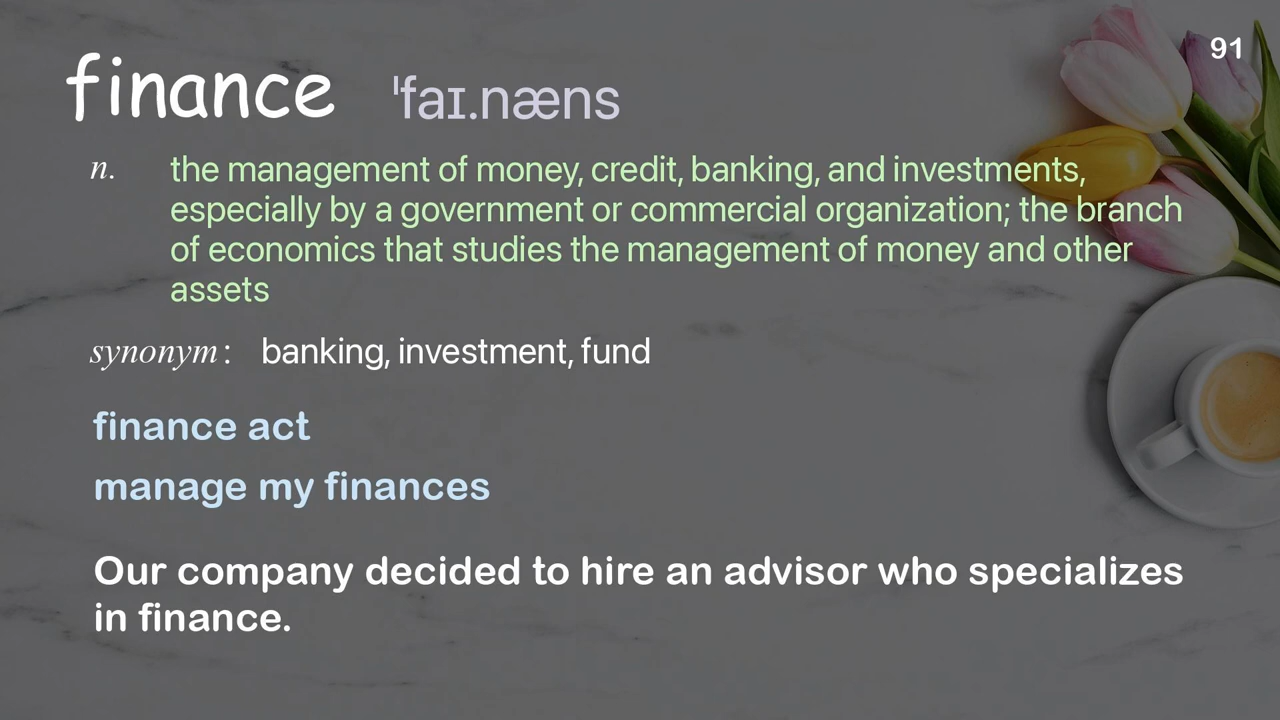 finance ˈfaɪ.næns
91
n. the management of money, credit, banking, and investments,
especially by a government or commercial organization; the branch
of economics that studies the management of money and other
assets
synonym: banking, investment, fund
finance act
manage my finances
Our company decided to hire an advisor who specializes
in finance.